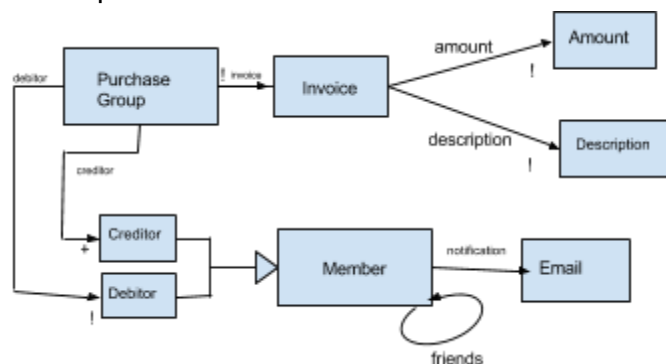 amount
Amount
debitor
Purchase
Group
!! invoice
Invoice
!
description
Description
!
creditor
Creditor
+
notification
Member
Email
Debitor
!
friends